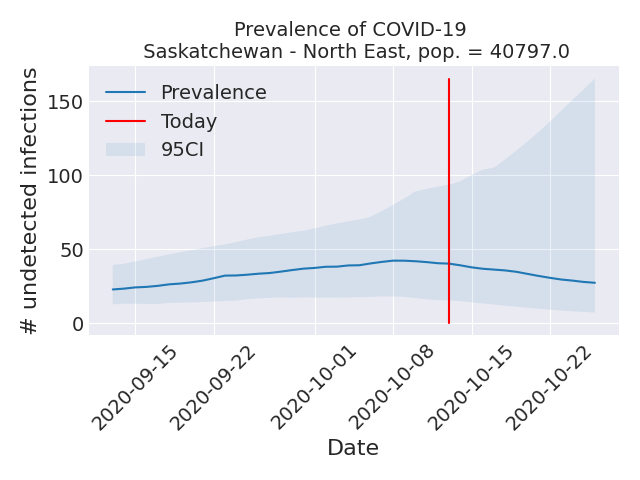 Prevalence of COVID-19
Saskatchewan - North East, pop. = 40797.0
# undetected infections
150
100
50
0
Prevalence
Today
95CI
2020-09-15
2020-09-22
2020-10-01
2020-10-08
2020-10-15
2020-10-22
Date